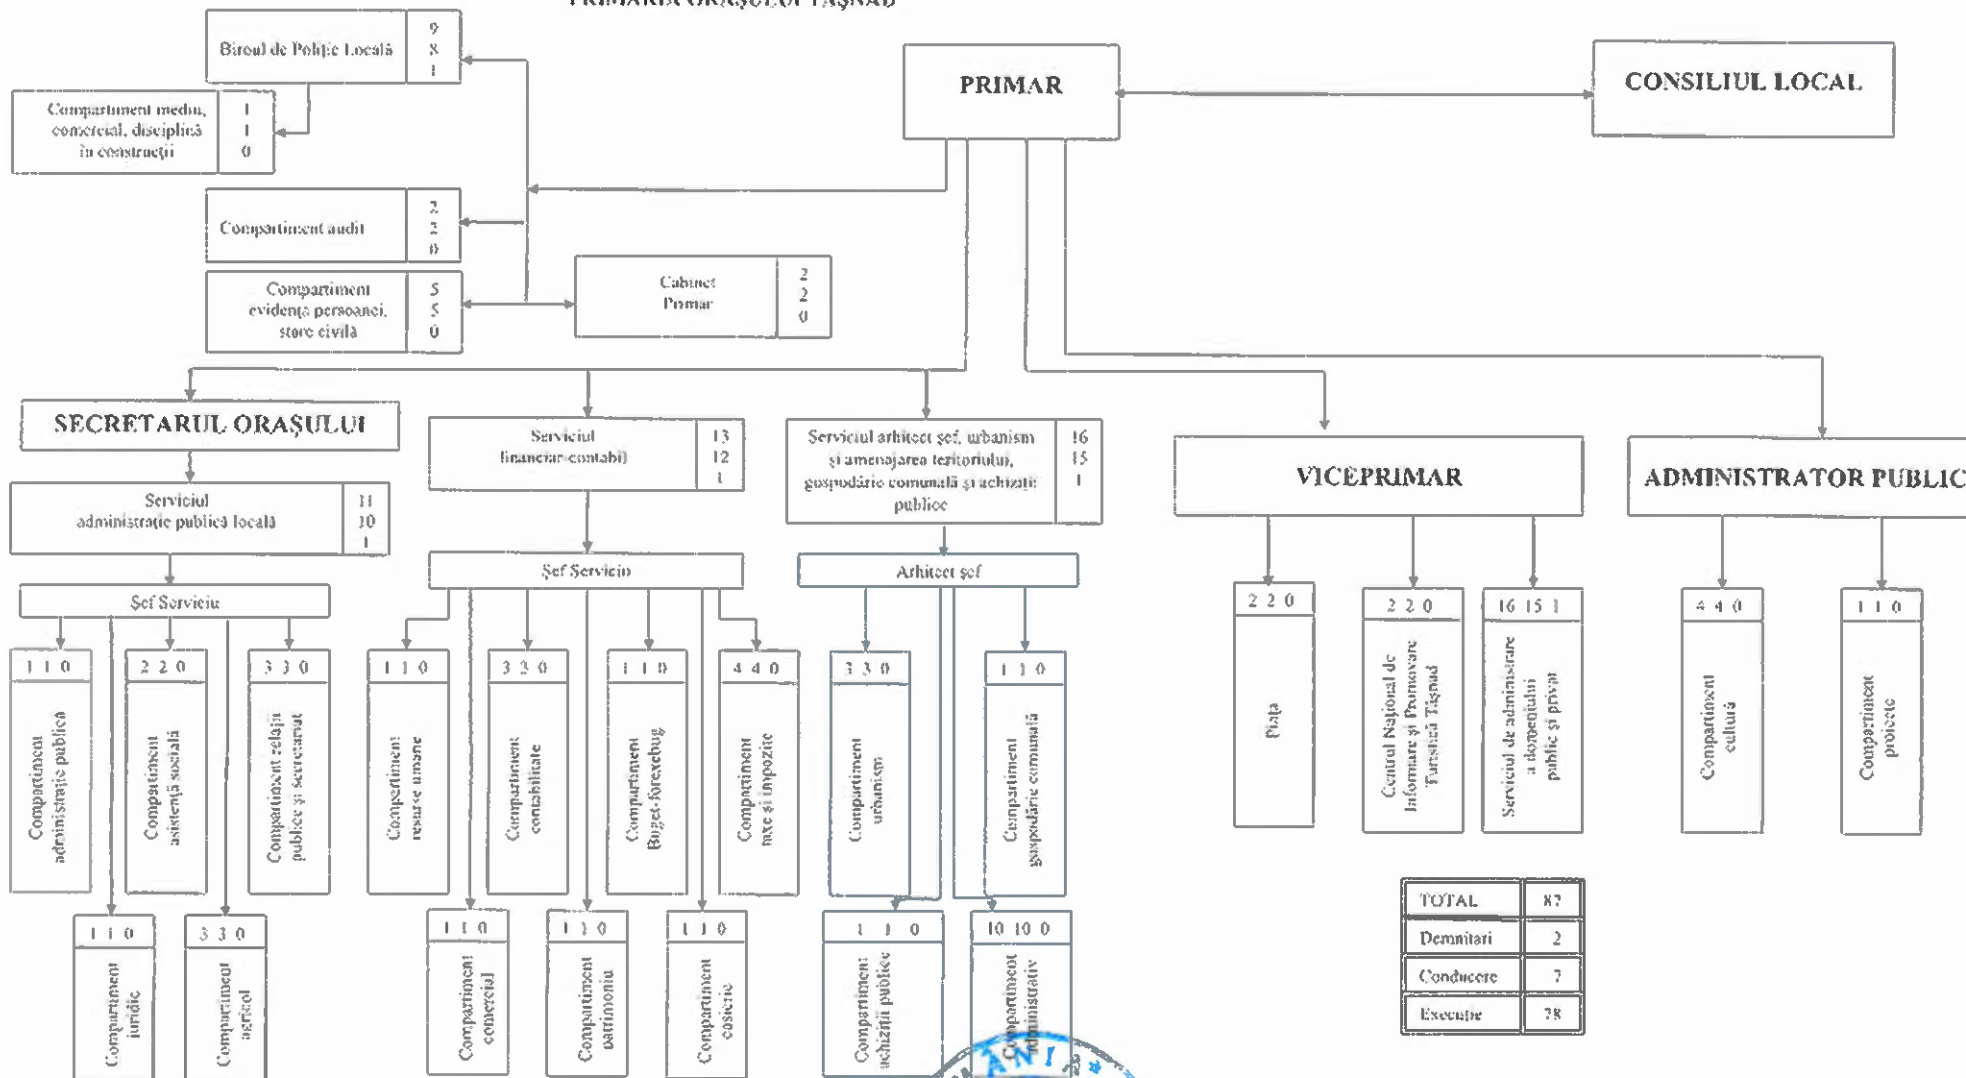 PRIMĂRIA ORAȘULUI TĂȘNAD
Biroul de Poliție Locală
9
8
1
Compartiment mediu,
comercial, disciplină
în construcții
1
1
0
PRIMAR
CONSILIUL LOCAL
Compartiment audit
2
2
0
Compartiment
evidența persoanei,
stare civilă
5
5
0
Cabinet
Primar
2
2
0
SECRETARUL ORAȘULUI
Serviciul
administrație publică locală
11
10
1
Șef Serviciu
Serviciul
financiar-contabil
13
12
1
Șef Serviciu
Serviciul arhitect șef, urbanism
și amenajarea teritoriului,
gospodărie comunală și achiziții
publice
16
15
1
Arhitect șef
VICEPRIMAR
ADMINISTRATOR PUBLIC
1 1 0
Compartiment
administrație publică
2 2 0
Compartiment
asistență socială
3 3 0
Compartiment relații
publice și secretariat
1 1 0
Compartiment
juridic
3 3 0
Compartiment
agricol
1 1 0
Compartiment
resurse umane
3 3 0
Compartiment
contabilitate
1 1 0
Compartiment
Buget-forexebug
4 4 0
Compartiment
taxe și impozite
1 1 0
Compartiment
comercial
1 1 0
Compartiment
patrimoniu
1 1 0
Compartiment
casierie
3 3 0
Compartiment
urbanism
1 1 0
Compartiment
gospodărie comunală
1 1 0
Compartiment
achiziții publice
10 10 0
Compartiment
administrativ
2 2 0
Piața
2 2 0
Centrul Național de
Informare și Promovare
Turistică Tășnad
16 15 1
Serviciul de administrare
a domeniului
public și privat
4 4 0
Compartiment
cultură
1 1 0
Compartiment
proiecte
TOTAL 87
Demnitari 2
Conducere 7
Execuție 78